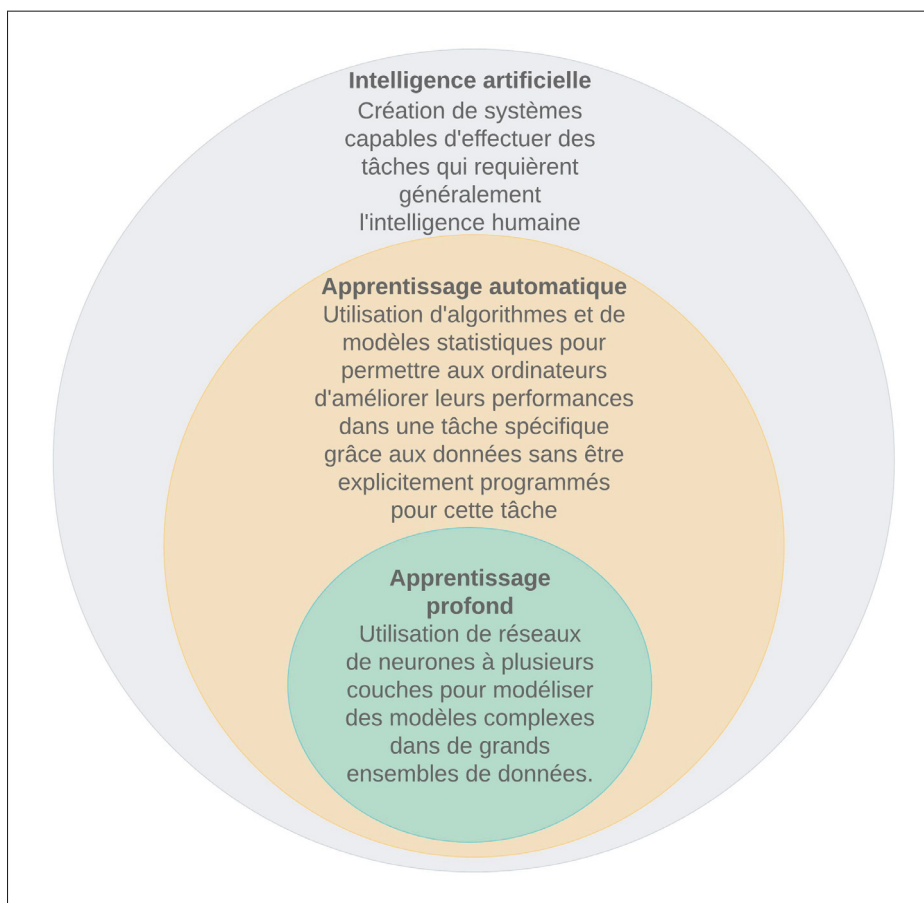 Intelligence artificielle
Création de systèmes
capables d'effectuer des
tâches qui requièrent
généralement
l'intelligence humaine
Apprentissage automatique
Utilisation d'algorithmes et de
modèles statistiques pour
permettre aux ordinateurs
d'améliorer leurs performances
dans une tâche spécifique
grâce aux données sans être
explicitement programmés
pour cette tâche
Apprentissage
profond
Utilisation de réseaux
de neurones à plusieurs
couches pour modéliser
des modèles complexes
dans de grands
ensembles de données.